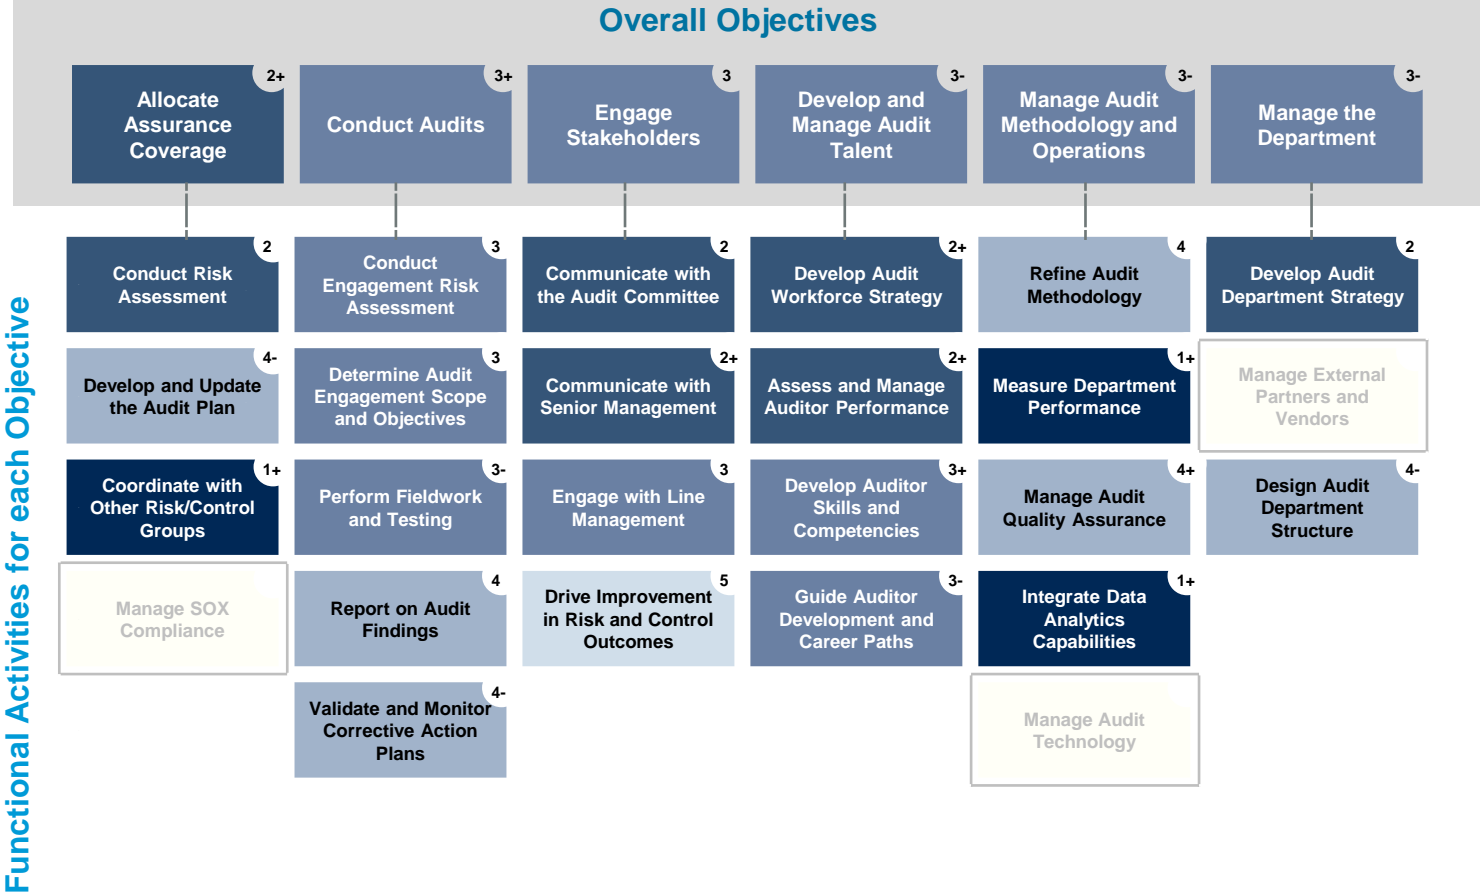 Overall Objectives
2+
Allocate
Assurance
Coverage
3+
Conduct Audits
3
Engage
Stakeholders
3-
Develop and
Manage Audit
Talent
3-
Manage Audit
Methodology and
Operations
3-
Manage the
Department
Functional Activities for each Objective
2
Conduct Risk
Assessment
3
Conduct
Engagement Risk
Assessment
2
Communicate with
the Audit Committee
2+
Develop Audit
Workforce Strategy
4
Refine Audit
Methodology
2
Develop Audit
Department Strategy
4-
Develop and Update
the Audit Plan
3
Determine Audit
Engagement Scope
and Objectives
2+
Communicate with
Senior Management
2+
Assess and Manage
Auditor Performance
1+
Measure Department
Performance
Manage External
Partners and
Vendors
1+
Coordinate with
Other Risk/Control
Groups
3-
Perform Fieldwork
and Testing
3
Engage with Line
Management
3+
Develop Auditor
Skills and
Competencies
4+
Manage Audit
Quality Assurance
4-
Design Audit
Department
Structure
Manage SOX
Compliance
4
Report on Audit
Findings
5
Drive Improvement
in Risk and Control
Outcomes
3-
Guide Auditor
Development and
Career Paths
1+
Integrate Data
Analytics
Capabilities
4-
Validate and Monitor
Corrective Action
Plans
Manage Audit
Technology